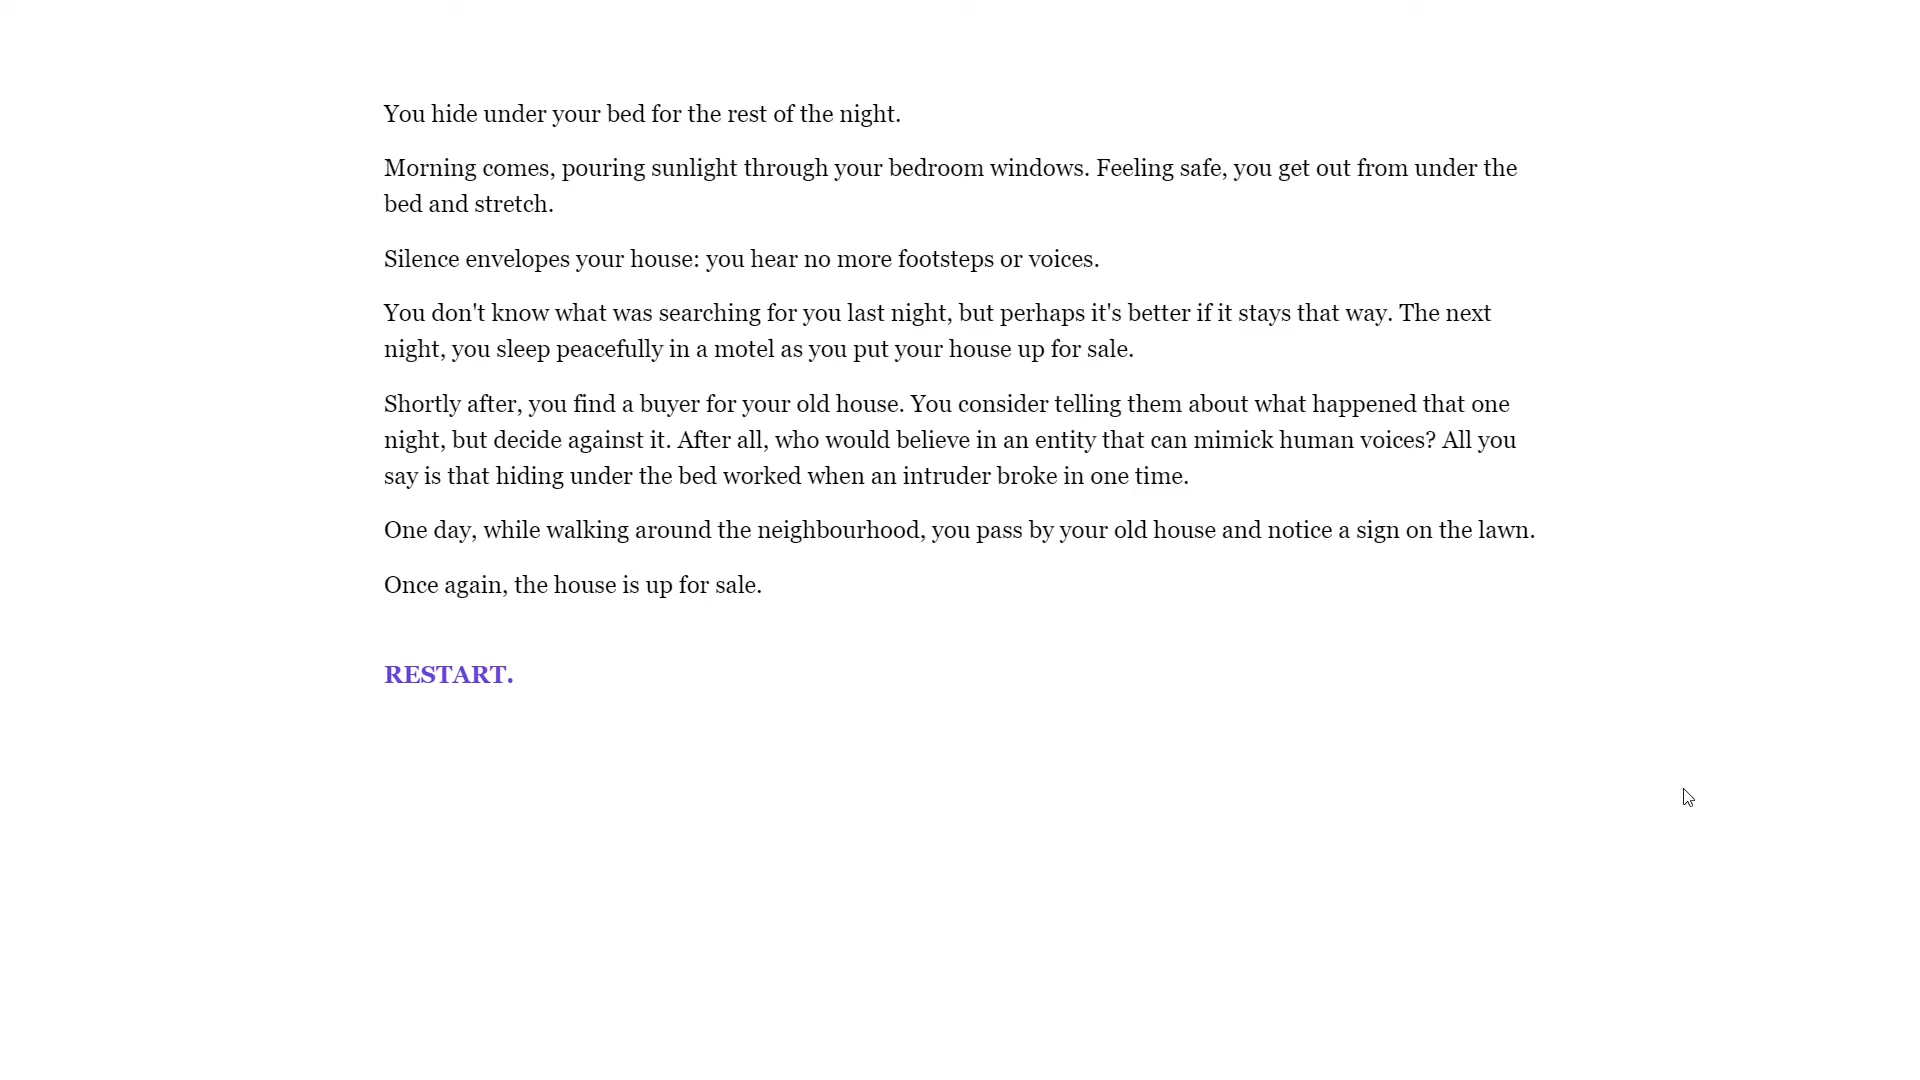 You hide under your bed for the rest of the night.
Morning comes, pouring sunlight through your bedroom windows. Feeling safe, you get out from under the
bed and stretch.
Silence envelopes your house: you hear no more footsteps or voices.
You don't know what was searching for you last night, but perhaps it's better if it stays that way. The next
night, you sleep peacefully in a motel as you put your house up for sale.
Shortly after, you find a buyer for your old house. You consider telling them about what happened that one
night, but decide against it. After all, who would believe in an entity that can mimick human voices? All you
say is that hiding under the bed worked when an intruder broke in one time.
One day, while walking around the neighbourhood, you pass by your old house and notice a sign on the lawn.
Once again, the house is up for sale.
RESTART.